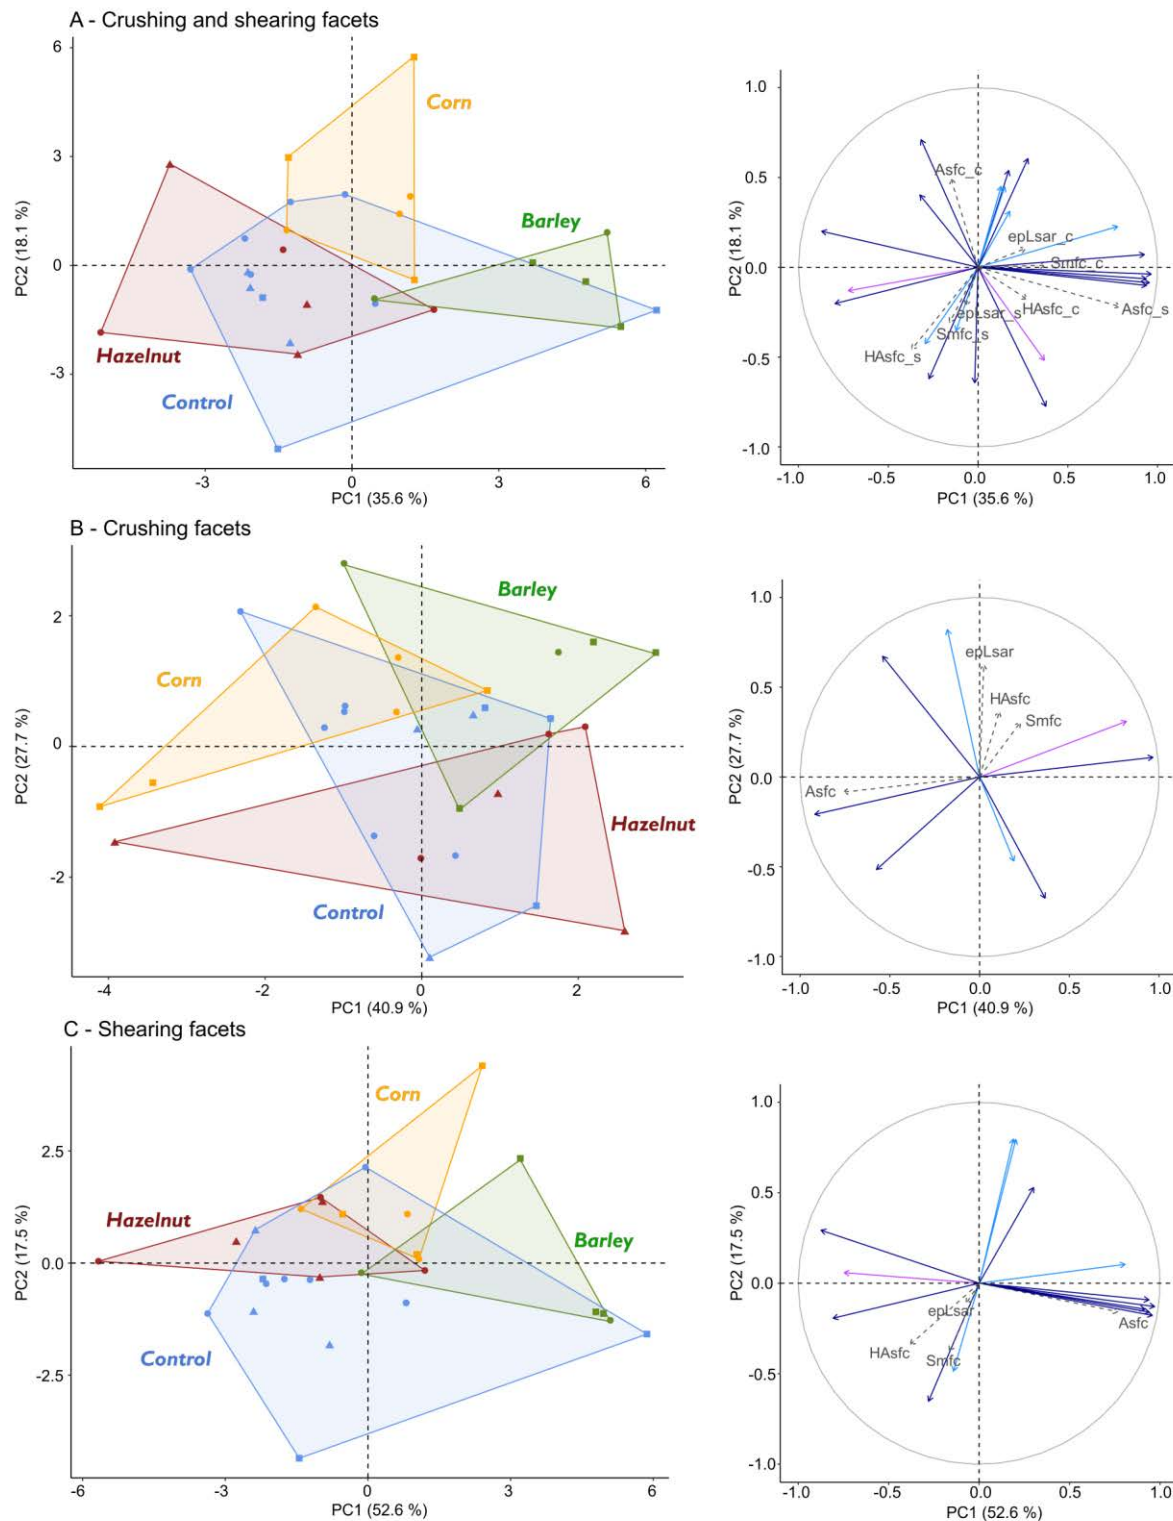 A - Crushing and shearing facets
6
3
0
-3
PC2 (18.1 %)
Corn
Barley
Hazelnut
Control
-3
0
3
6
PC1 (35.6 %)
1.0
0.5
0.0
-0.5
-1.0
PC2 (18.1 %)
Asfc_c
epLsar_c
Smfc_c
HAsfc_c
Asfc_s
epLsar_s
Smfc_s
HAsfc_s
-1.0
-0.5
0.0
0.5
1.0
PC1 (35.6 %)
B - Crushing facets
2
0
-2
PC2 (27.7 %)
Barley
Corn
Hazelnut
Control
-4
-2
0
2
PC1 (40.9 %)
1.0
0.5
0.0
-0.5
-1.0
PC2 (27.7 %)
epLsar
HAsfc
Smfc
Asfc
-1.0
-0.5
0.0
0.5
1.0
PC1 (40.9 %)
C - Shearing facets
2.5
0.0
-2.5
PC2 (17.5 %)
Corn
Hazelnut
Barley
Control
-6
-3
0
3
6
PC1 (52.6 %)
1.0
0.5
0.0
-0.5
-1.0
PC2 (17.5 %)
epLsar
Asfc
HAsfc
Smfc
-1.0
-0.5
0.0
0.5
1.0
PC1 (52.6 %)